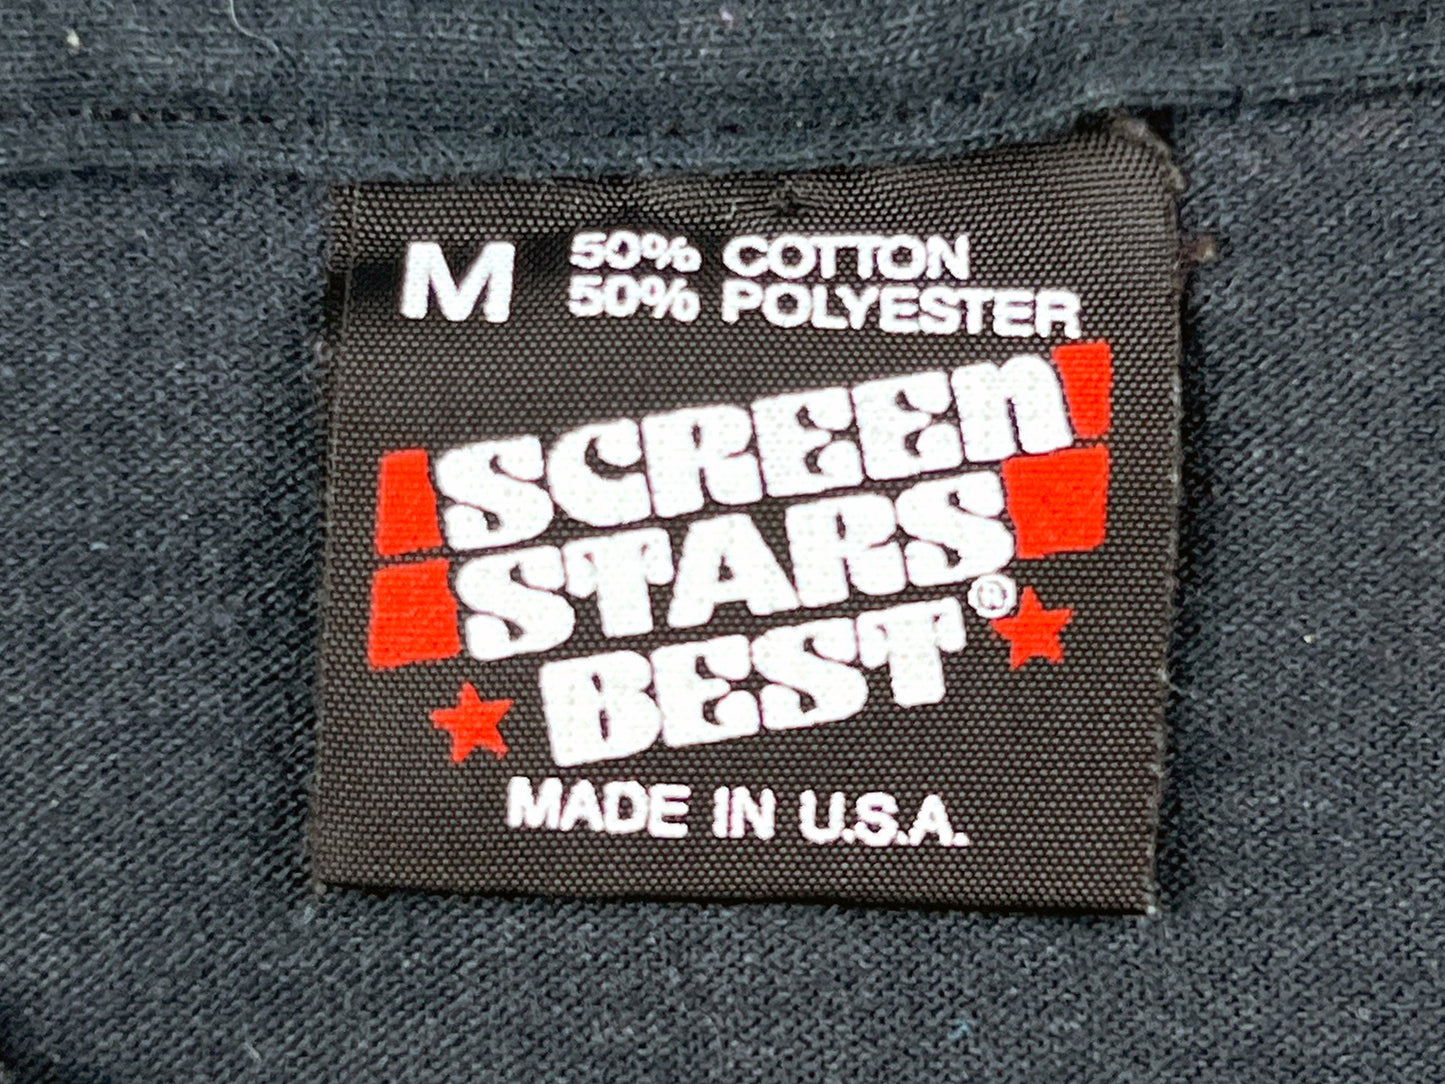 M 50% COTTON
50% POLYESTER
SCREEN
STARS
BEST®
MADE IN U.S.A.